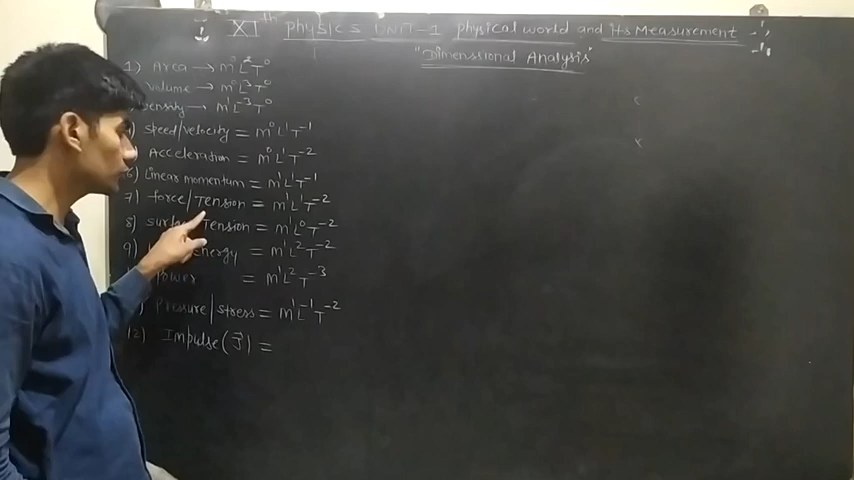 XIth Physics UNIT-1 physical world and its Measurement
"Dimenssional Analysis"
1) Area → M⁰L²T⁰
Volume → M⁰L³T⁰
Density → M¹L⁻³T⁰
Speed/velocity = M⁰L¹T⁻¹
Acceleration = M⁰L¹T⁻²
6) Linear momentum = M¹L¹T⁻¹
7) force/Tension = M¹L¹T⁻²
8) Tension = M¹L⁰T⁻²
9) = M¹L²T⁻²
power = M¹L²T⁻³
) Pressure/stress = M¹L⁻¹T⁻²
12) Impulse (J⃗) =